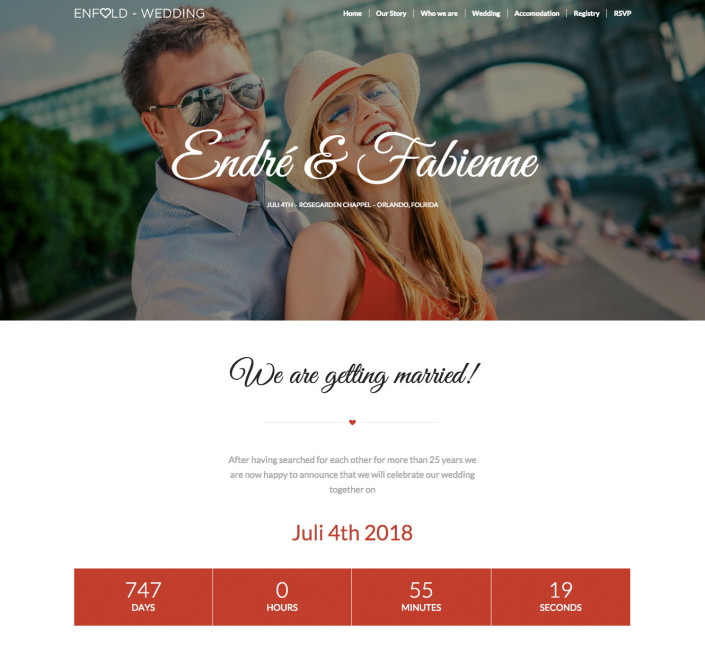 ENFOLD - WEDDING
Home Our Story Who we are Wedding Accomodation Registry RSVP
Endré & Fabienne
JULI 4TH - ROSEGARDEN CHAPPEL - ORLANDO, FOLRIDA
We are getting married!
After having searched for each other for more than 25 years we
are now happy to announce that we will celebrate our wedding
together on
Juli 4th 2018
747 0 55 19
DAYS HOURS MINUTES SECONDS